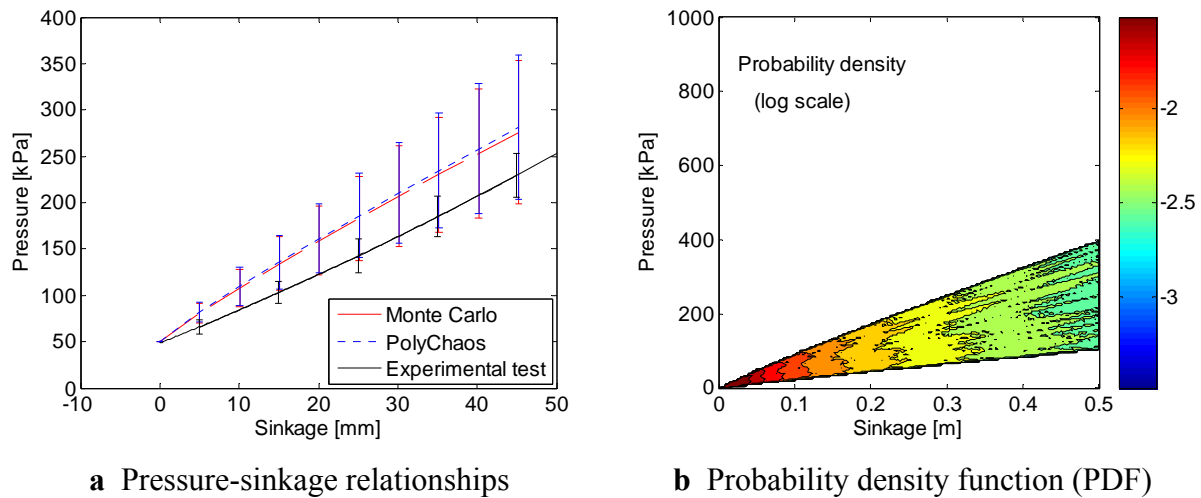 400
350
300
250
200
150
100
50
0
Pressure [kPa]
-10
0
10
20
30
40
50
Sinkage [mm]
Monte Carlo
PolyChaos
Experimental test
a Pressure-sinkage relationships
1000
800
600
400
200
0
Pressure [kPa]
Probability density
(log scale)
0
0.1
0.2
0.3
0.4
0.5
Sinkage [m]
-2
-2.5
-3
b Probability density function (PDF)